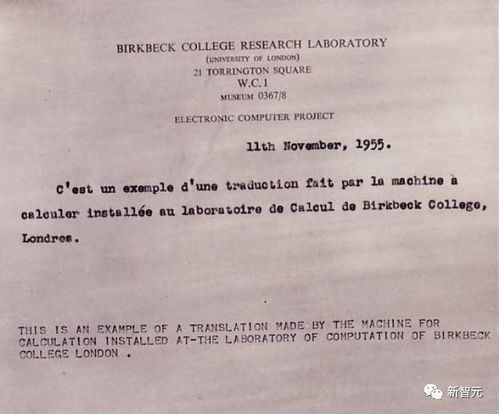 BIRKBECK COLLEGE RESEARCH LABORATORY
(UNIVERSITY OF LONDON)
21 TORRINGTON SQUARE
W.C.1
MUSEUM 0367/8
ELECTRONIC COMPUTER PROJECT
11th November, 1955.
C'est un exemple d'une traduction fait par la machine à
calculer installée au laboratoire de Calcul de Birkbeck College,
Londres.
THIS IS AN EXAMPLE OF A TRANSLATION MADE BY THE MACHINE FOR
CALCULATION INSTALLED AT-THE LABORATORY OF COMPUTATION OF BIRKBECK
COLLEGE LONDON .
新智元